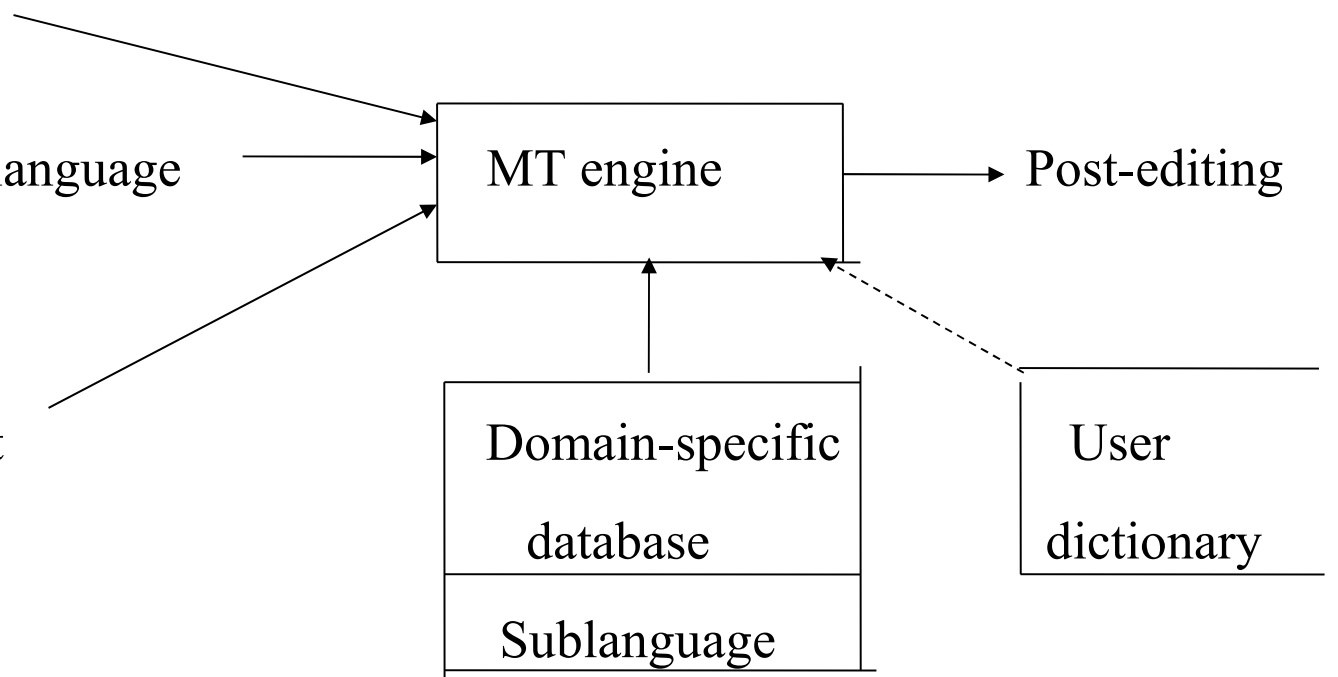 anguage
MT engine
Post-editing
Domain-specific
database
Sublanguage
User
dictionary